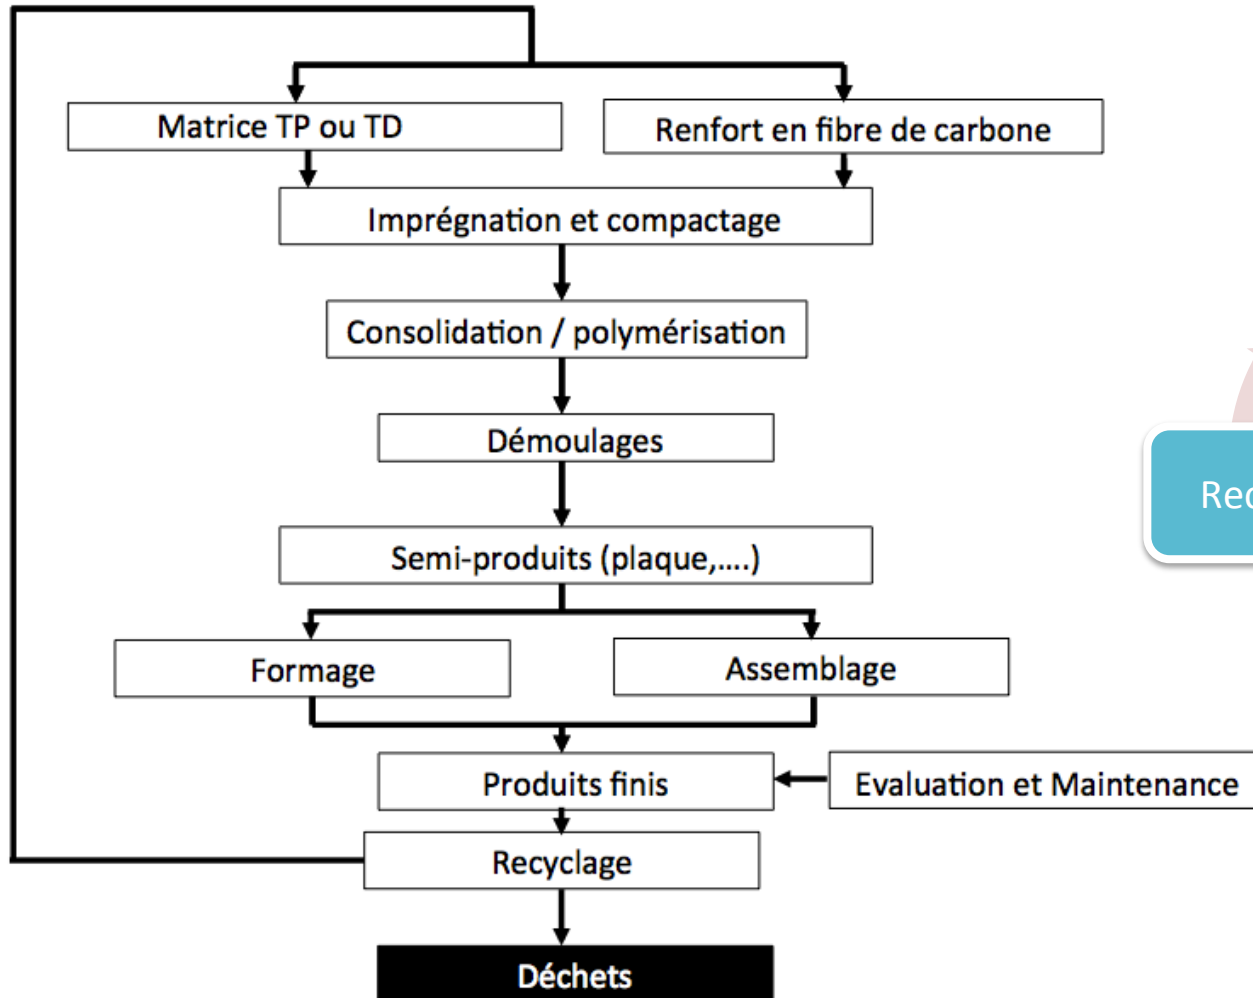 Matrice TP ou TD
Renfort en fibre de carbone
Imprégnation et compactage
Consolidation / polymérisation
Démoulages
Semi-produits (plaque,....)
Formage
Assemblage
Produits finis
Evaluation et Maintenance
Recyclage
Déchets